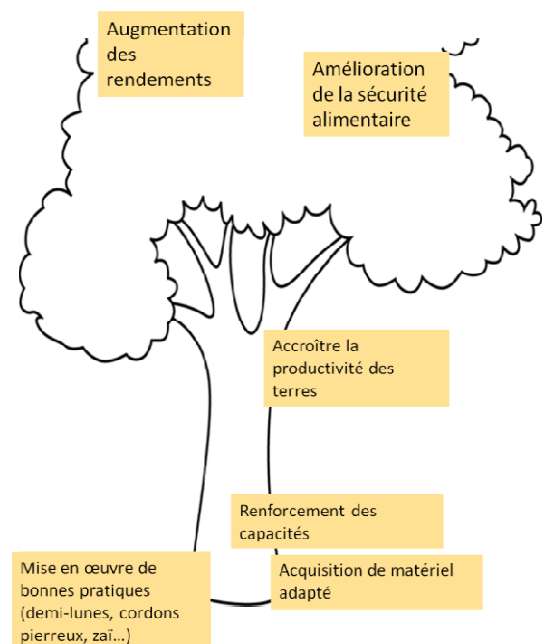 Augmentation
des
rendements
Amélioration
de la sécurité
alimentaire
Accroître la
productivité des
terres
Renforcement des
capacités
Mise en œuvre de
bonnes pratiques
(demi-lunes, cordons
pierreux, zaï...)
Acquisition de matériel
adapté